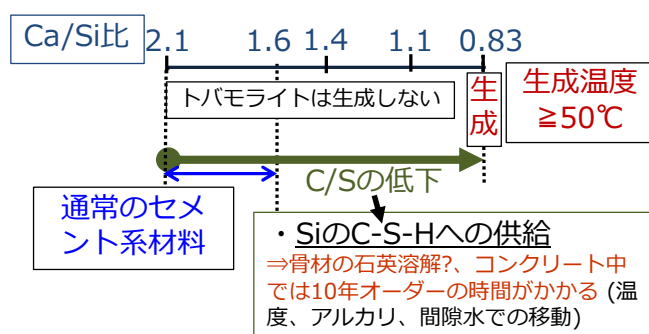 Ca/Si比
2.1 1.6 1.4 1.1 0.83
トバモライトは生成しない
生
成
生成温度
≧50℃
C/Sの低下
通常のセメ
ント系材料
・SiのC-S-Hへの供給
⇒骨材の石英溶解?、コンクリート中
では10年オーダーの時間がかかる (温
度、アルカリ、間隙水での移動)